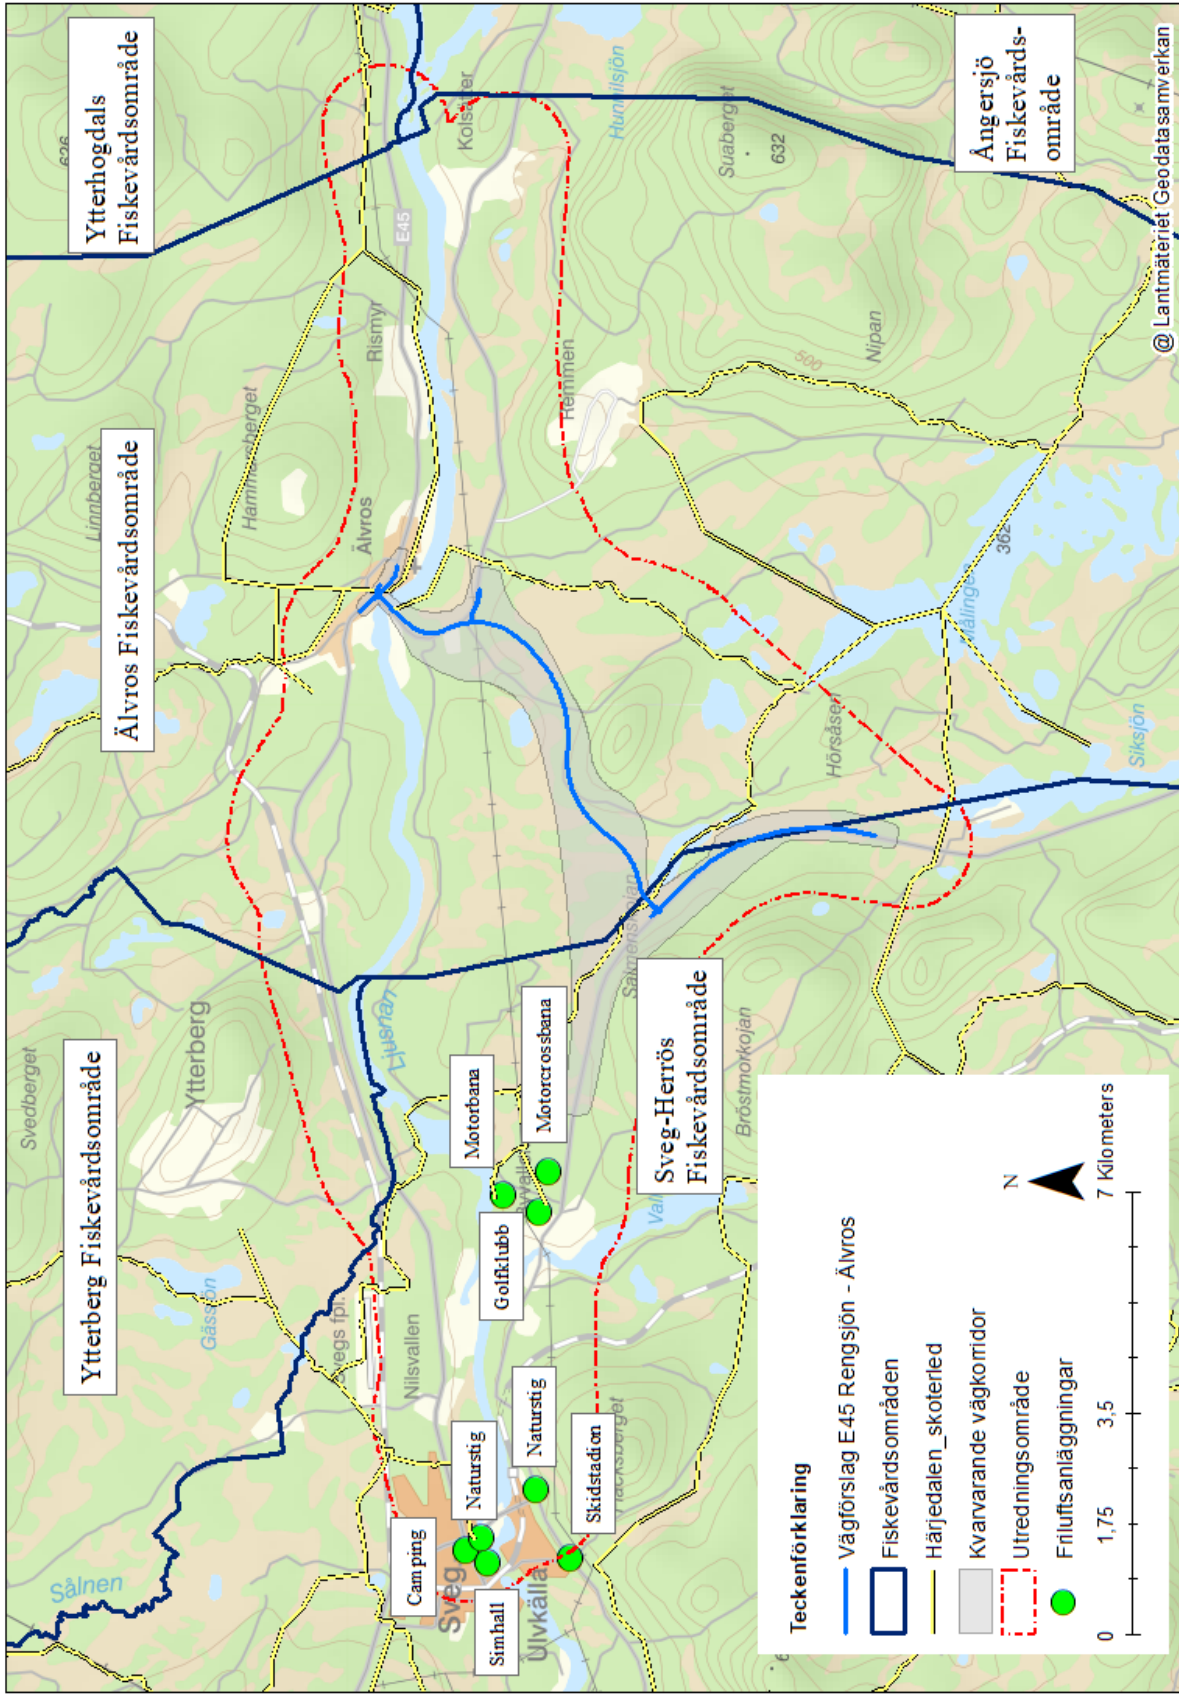 Ytterberg Fiskevårdsområde
Älvros Fiskevårdsområde
Ytterhogdals
Fiskevårdsområde
Svedberget
Linnberget
626
Ytterberg
Hammarsberget
Sålnen
Gässjön
Svegs fpl.
Nilsvallen
Ljusnan
Älvros
Rismyr
E45
Kolsätter
Camping
Naturstig
Motorbana
Sveg
Simhall
Ulvkälla
Naturstig
Golfklubb
Motorcrossbana
Skidstadion
Remmen
Hunnilsjön
Sveg-Herrös
Fiskevårdsområde
Bröstmorkojan
Hörsåsen
Suaberget
632
500
Nipan
362
Målingen
Siksjön
Ångersjö
Fiskevårds-
område
Teckenförklaring
Vägförslag E45 Rengsjön - Älvros
Fiskevårdsområden
Härjedalen_skoterled
Kvarvarande vägkorridor
Utredningsområde
Friluftsanläggningar
N
0 1,75 3,5 7 Kilometers
@ Lantmäteriet Geodatasamverkan